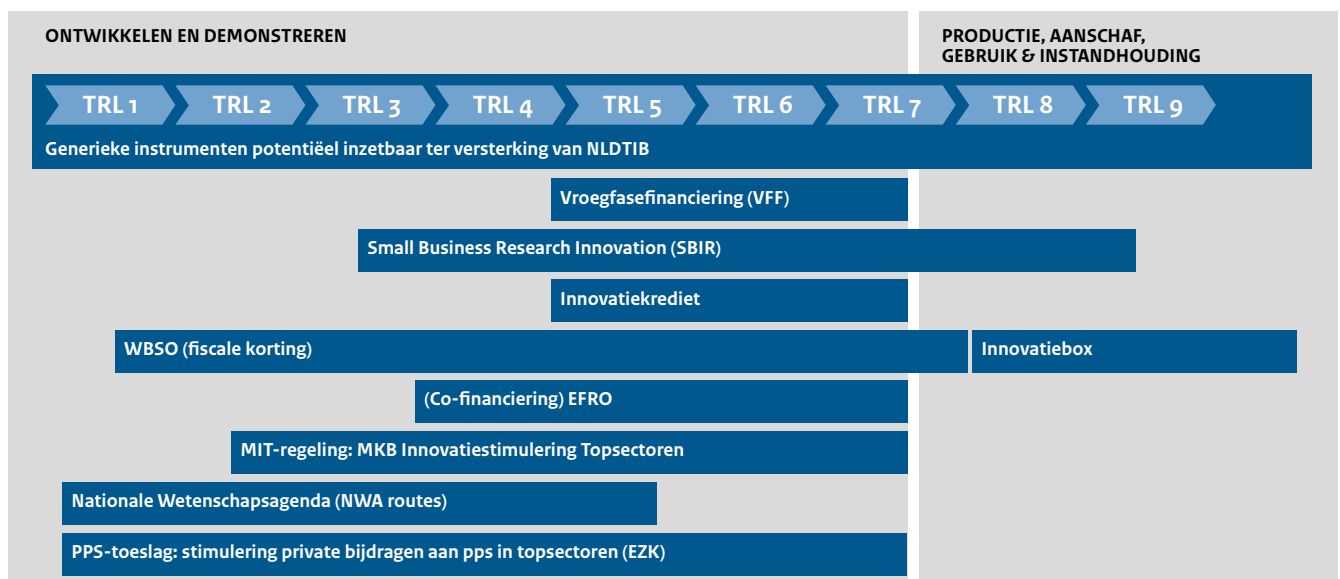 ONTWIKKELEN EN DEMONSTREREN
PRODUCTIE, AANSCHAF,
GEBRUIK & INSTANDHOUDING
TRL 1
TRL 2
TRL 3
TRL 4
TRL 5
TRL 6
TRL 7
TRL 8
TRL 9
Generieke instrumenten potentiëel inzetbaar ter versterking van NLDTIB
Vroegfasefinanciering (VFF)
Small Business Research Innovation (SBIR)
Innovatiekrediet
WBSO (fiscale korting)
Innovatiebox
(Co-financiering) EFRO
MIT-regeling: MKB Innovatiestimulering Topsectoren
Nationale Wetenschapsagenda (NWA routes)
PPS-toeslag: stimulering private bijdragen aan pps in topsectoren (EZK)